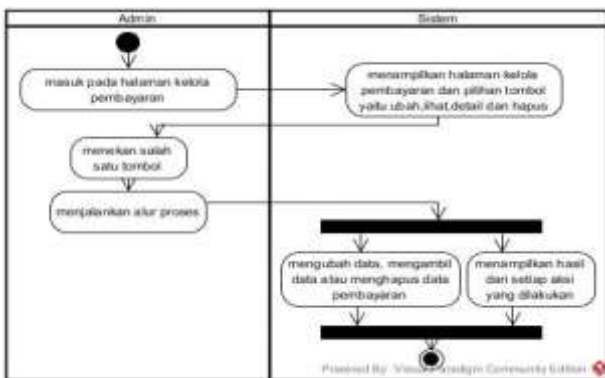 Admin
Sistem
masuk pada halaman kelola
pembayaran
menampilkan halaman kelola
pembayaran dan pilihan tombol
yaitu ubah,lihat,detail dan hapus
menekan salah
satu tombol
menjalankan alur proses
mengubah data, mengambil
data atau menghapus data
pembayaran
menampilkan hasil
dari setiap aksi
yang dilakukan
Powered By Visual Paradigm Community Edition